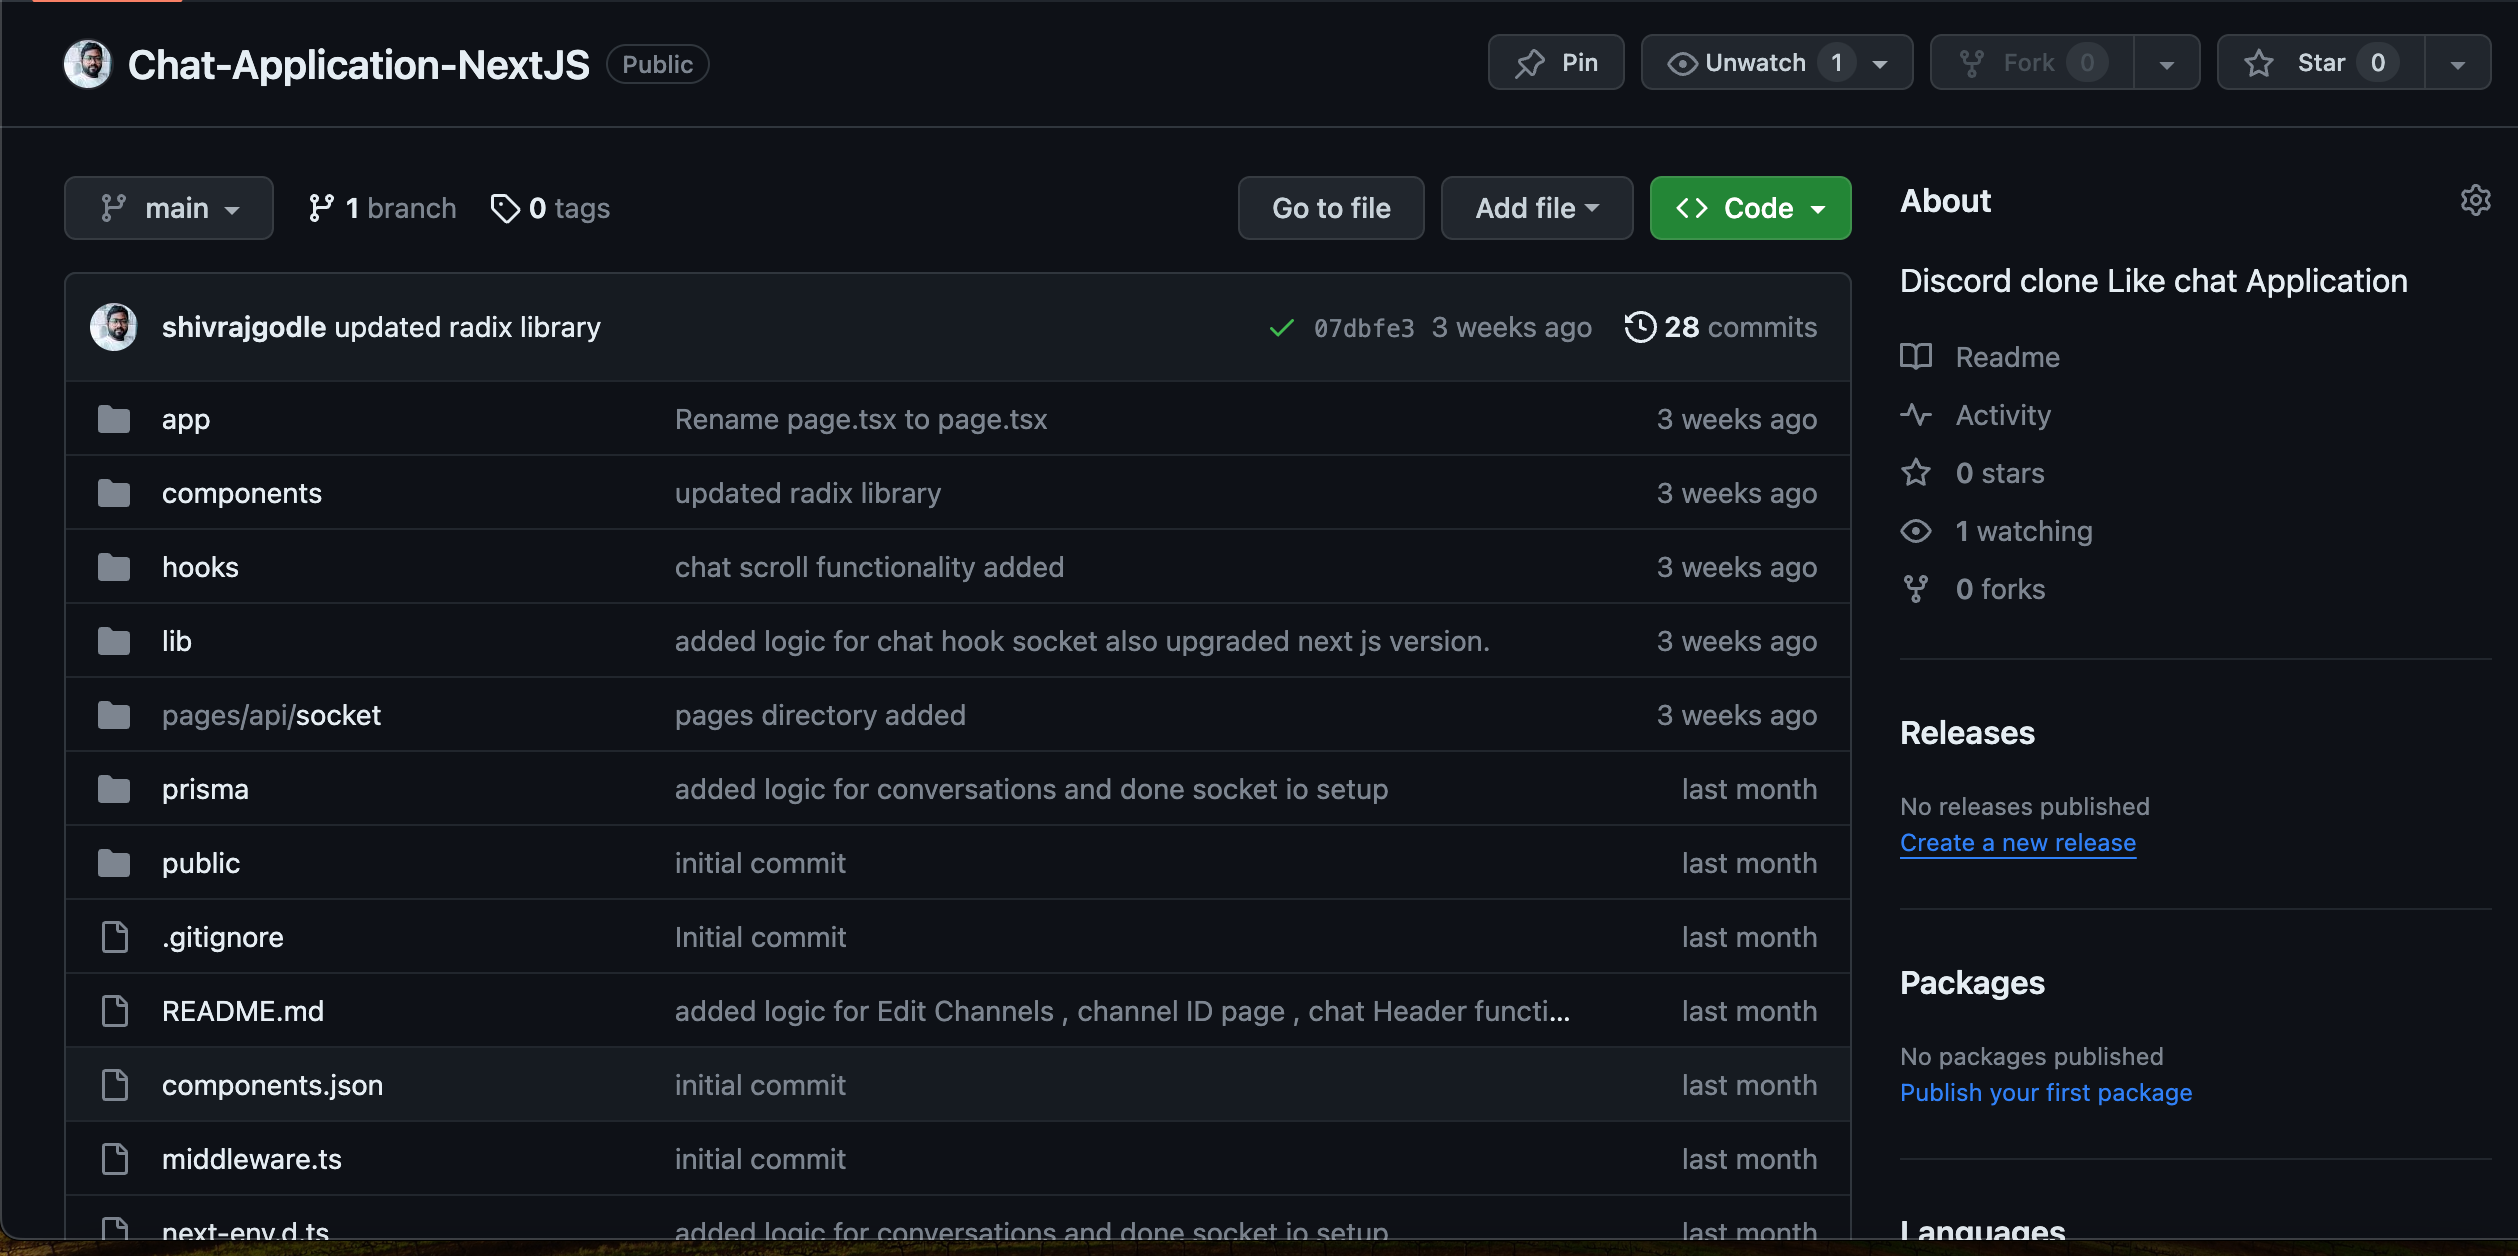 Chat-Application-NextJS Public Pin Unwatch 1 Fork 0 Star 0
main 1 branch 0 tags Go to file Add file Code
shivrajgodle updated radix library 07dbfe3 3 weeks ago 28 commits
app Rename page.tsx to page.tsx 3 weeks ago
components updated radix library 3 weeks ago
hooks chat scroll functionality added 3 weeks ago
lib added logic for chat hook socket also upgraded next js version. 3 weeks ago
pages/api/socket pages directory added 3 weeks ago
prisma added logic for conversations and done socket io setup last month
public initial commit last month
.gitignore Initial commit last month
README.md added logic for Edit Channels , channel ID page , chat Header functi... last month
components.json initial commit last month
middleware.ts initial commit last month
next-env.d.ts added logic for conversations and done socket io setup last month
About
Discord clone Like chat Application
Readme
Activity
0 stars
1 watching
0 forks
Releases
No releases published
Create a new release
Packages
No packages published
Publish your first package
Languages